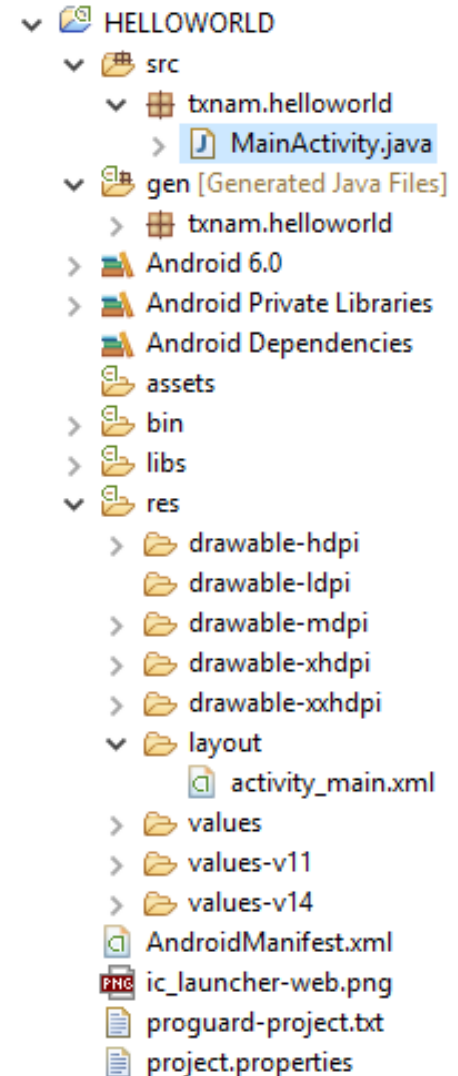 HELLOWORLD
src
txnam.helloworld
MainActivity.java
gen [Generated Java Files]
txnam.helloworld
Android 6.0
Android Private Libraries
Android Dependencies
assets
bin
libs
res
drawable-hdpi
drawable-ldpi
drawable-mdpi
drawable-xhdpi
drawable-xxhdpi
layout
activity_main.xml
values
values-v11
values-v14
AndroidManifest.xml
ic_launcher-web.png
proguard-project.txt
project.properties